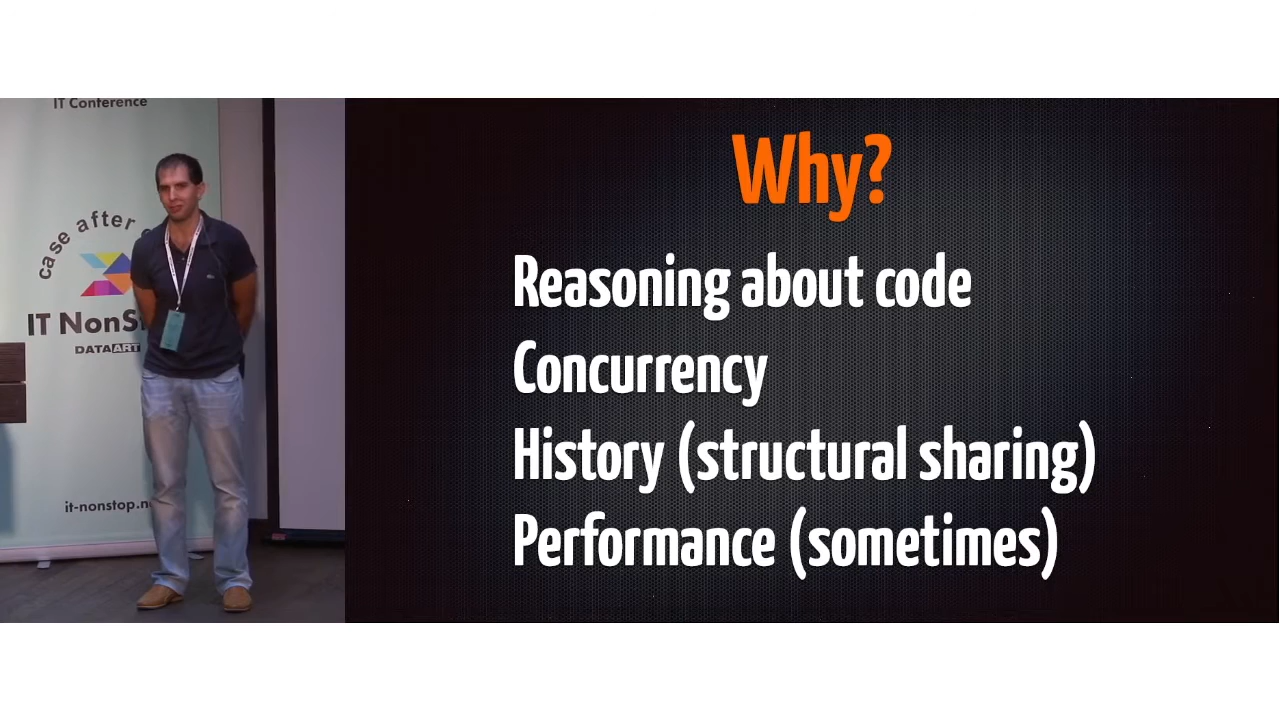 IT Conference
case after
IT NonS
DATAART
it-nonstop.n
Why?
Reasoning about code
Concurrency
History (structural sharing)
Performance (sometimes)